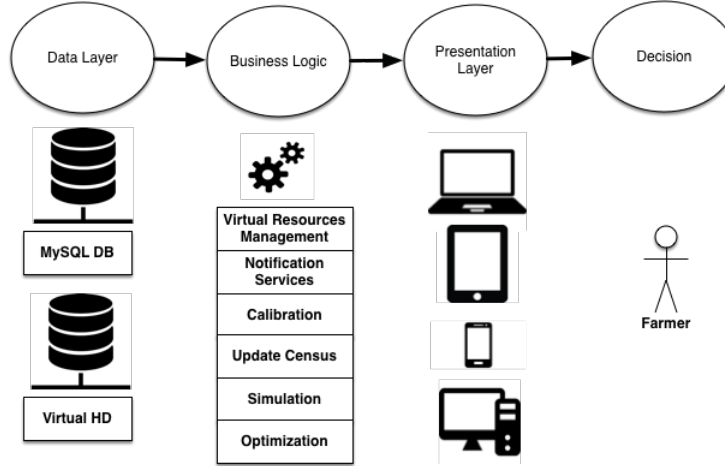 Data Layer
Business Logic
Presentation
Layer
Decision
MySQL DB
Virtual HD
Virtual Resources
Management
Notification
Services
Calibration
Update Census
Simulation
Optimization
Farmer